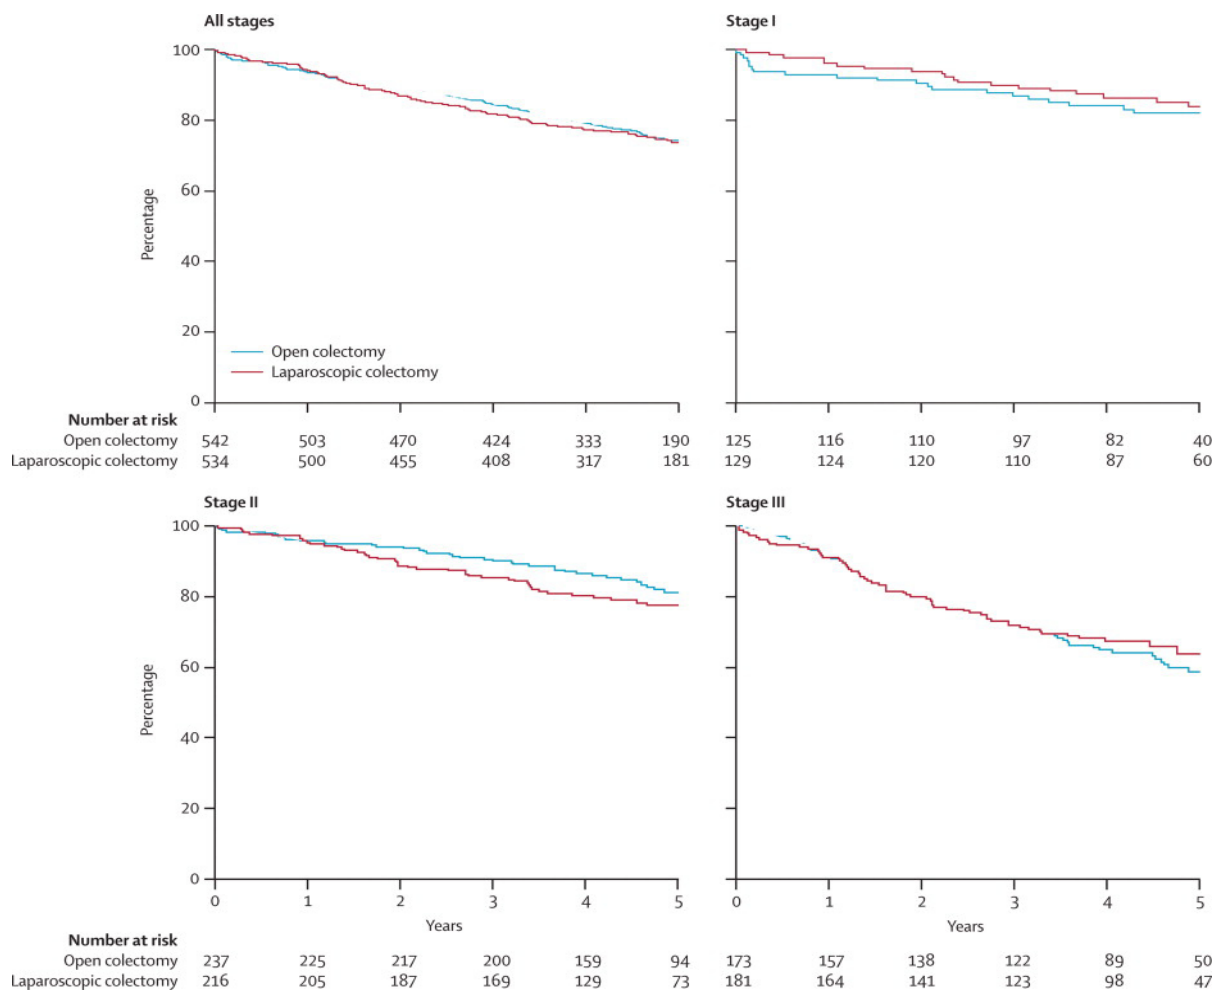 All stages
Stage I
Percentage
100
80
60
40
20
0
Open colectomy
Laparoscopic colectomy
Number at risk
Open colectomy 542 503 470 424 333 190 125 116 110 97 82 40
Laparoscopic colectomy 534 500 455 408 317 181 129 124 120 110 87 60
Stage II
Stage III
Percentage
100
80
60
40
20
0
0 1 2 3 4 5 0 1 2 3 4 5
Years Years
Number at risk
Open colectomy 237 225 217 200 159 94 173 157 138 122 89 50
Laparoscopic colectomy 216 205 187 169 129 73 181 164 141 123 98 47